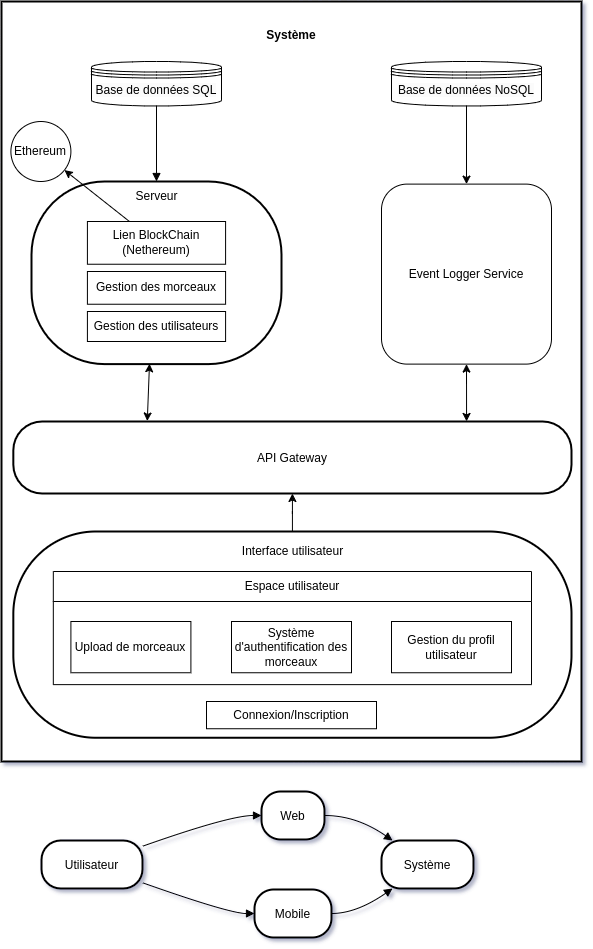 Système
Base de données SQL
Base de données NoSQL
Ethereum
Serveur
Lien BlockChain
(Nethereum)
Gestion des morceaux
Gestion des utilisateurs
Event Logger Service
API Gateway
Interface utilisateur
Espace utilisateur
Upload de morceaux
Système
d'authentification des
morceaux
Gestion du profil
utilisateur
Connexion/Inscription
Web
Utilisateur
Système
Mobile